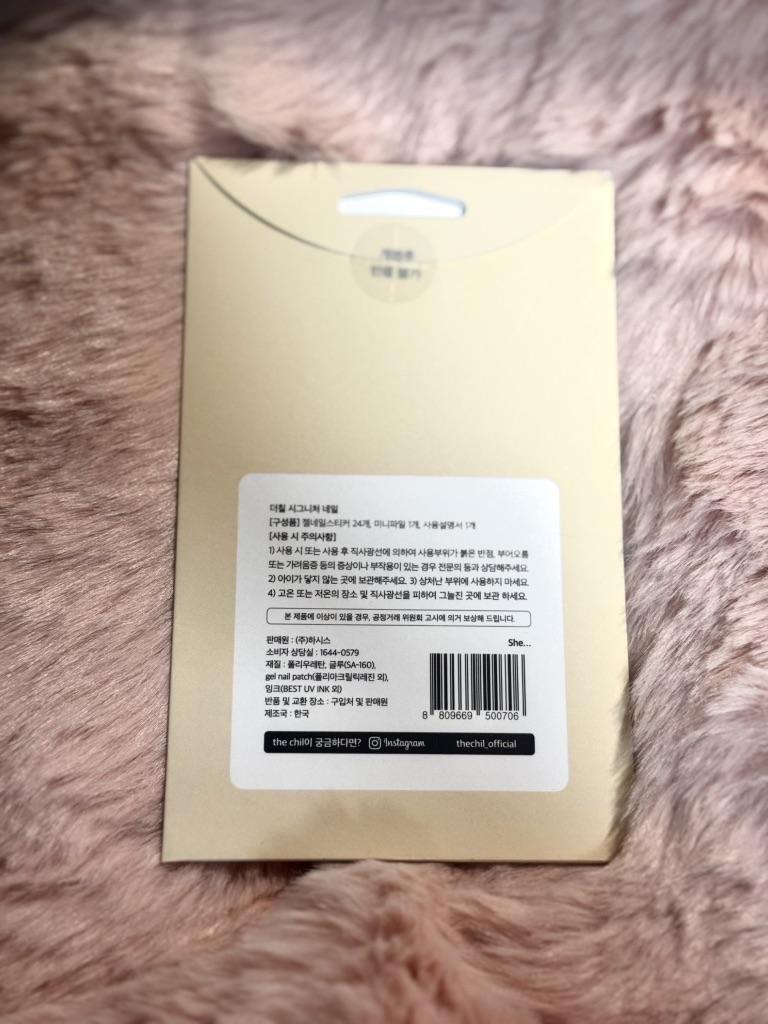 개봉후
반품 불가
더칠 시그니처 네일
[구성품] 젤네일스티커 24개, 미니파일 1개, 사용설명서 1개
[사용 시 주의사항]
1) 사용 시 또는 사용 후 직사광선에 의하여 사용부위가 붉은 반점, 부어오름
또는 가려움증 등의 증상이나 부작용이 있는 경우 전문의 등과 상담해주세요.
2) 아이가 닿지 않는 곳에 보관해주세요. 3) 상처난 부위에 사용하지 마세요.
4) 고온 또는 저온의 장소 및 직사광선을 피하여 그늘진 곳에 보관 하세요.
본 제품에 이상이 있을 경우, 공정거래 위원회 고시에 의거 보상해 드립니다.
판매원 : (주)하시스
소비자 상담실 : 1644-0579
재질 : 폴리우레탄, 글루(SA-160),
gel nail patch(폴리아크릴릭레진 외),
잉크(BEST UV INK 외)
반품 및 교환 장소 : 구입처 및 판매원
제조국 : 한국
She...
8 809669 500706
the chil이 궁금하다면? Instagram thechil_official